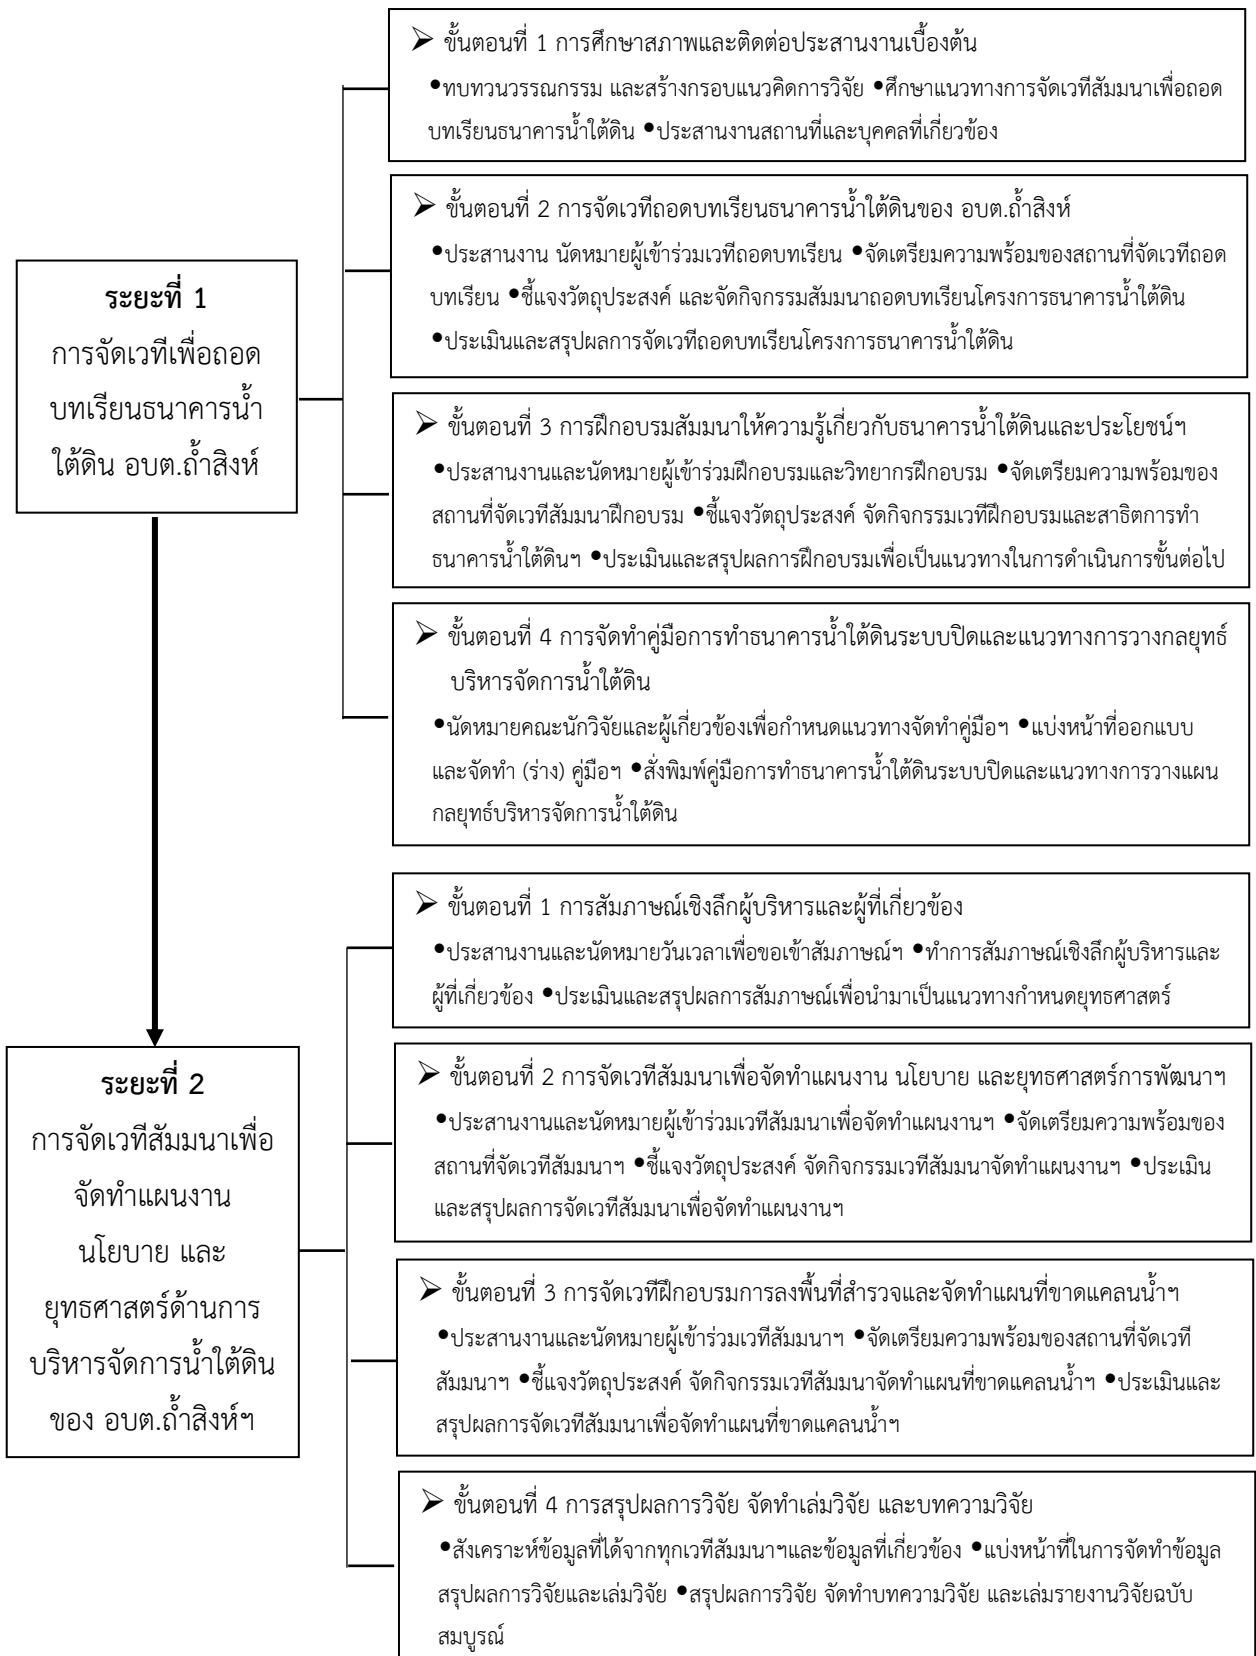 ➢ ขั้นตอนที่ 1 การศึกษาสภาพและติดต่อประสานงานเบื้องต้น
●ทบทวนวรรณกรรม และสร้างกรอบแนวคิดการวิจัย ●ศึกษาแนวทางการจัดเวทีสัมมนาเพื่อถอด
บทเรียนธนาคารน้ำใต้ดิน ●ประสานงานสถานที่และบุคคลที่เกี่ยวข้อง
➢ ขั้นตอนที่ 2 การจัดเวทีถอดบทเรียนธนาคารน้ำใต้ดินของ อบต.ถ้ำสิงห์
●ประสานงาน นัดหมายผู้เข้าร่วมเวทีถอดบทเรียน ●จัดเตรียมความพร้อมของสถานที่จัดเวทีถอด
บทเรียน ●ชี้แจงวัตถุประสงค์ และจัดกิจกรรมสัมมนาถอดบทเรียนโครงการธนาคารน้ำใต้ดิน
●ประเมินและสรุปผลการจัดเวทีถอดบทเรียนโครงการธนาคารน้ำใต้ดิน
ระยะที่ 1
การจัดเวทีเพื่อถอด
บทเรียนธนาคารน้ำ
ใต้ดิน อบต.ถ้ำสิงห์
➢ ขั้นตอนที่ 3 การฝึกอบรมสัมมนาให้ความรู้เกี่ยวกับธนาคารน้ำใต้ดินและประโยชน์ฯ
●ประสานงานและนัดหมายผู้เข้าร่วมฝึกอบรมและวิทยากรฝึกอบรม ●จัดเตรียมความพร้อมของ
สถานที่จัดเวทีสัมมนาฝึกอบรม ●ชี้แจงวัตถุประสงค์ จัดกิจกรรมเวทีฝึกอบรมและสาธิตการทำ
ธนาคารน้ำใต้ดินฯ ●ประเมินและสรุปผลการฝึกอบรมเพื่อเป็นแนวทางในการดำเนินการขั้นต่อไป
➢ ขั้นตอนที่ 4 การจัดทำคู่มือการทำธนาคารน้ำใต้ดินระบบปิดและแนวทางการวางกลยุทธ์
บริหารจัดการน้ำใต้ดิน
●นัดหมายคณะนักวิจัยและผู้เกี่ยวข้องเพื่อกำหนดแนวทางจัดทำคู่มือฯ ●แบ่งหน้าที่ออกแบบ
และจัดทำ (ร่าง) คู่มือฯ ●สั่งพิมพ์คู่มือการทำธนาคารน้ำใต้ดินระบบปิดและแนวทางการวางแผน
กลยุทธ์บริหารจัดการน้ำใต้ดิน
➢ ขั้นตอนที่ 1 การสัมภาษณ์เชิงลึกผู้บริหารและผู้ที่เกี่ยวข้อง
●ประสานงานและนัดหมายวันเวลาเพื่อขอเข้าสัมภาษณ์ฯ ●ทำการสัมภาษณ์เชิงลึกผู้บริหารและ
ผู้ที่เกี่ยวข้อง ●ประเมินและสรุปผลการสัมภาษณ์เพื่อนำมาเป็นแนวทางกำหนดยุทธศาสตร์
ระยะที่ 2
การจัดเวทีสัมมนาเพื่อ
จัดทำแผนงาน
นโยบาย และ
ยุทธศาสตร์ด้านการ
บริหารจัดการน้ำใต้ดิน
ของ อบต.ถ้ำสิงห์ฯ
➢ ขั้นตอนที่ 2 การจัดเวทีสัมมนาเพื่อจัดทำแผนงาน นโยบาย และยุทธศาสตร์การพัฒนาฯ
●ประสานงานและนัดหมายผู้เข้าร่วมเวทีสัมมนาเพื่อจัดทำแผนงานฯ ●จัดเตรียมความพร้อมของ
สถานที่จัดเวทีสัมมนาฯ ●ชี้แจงวัตถุประสงค์ จัดกิจกรรมเวทีสัมมนาจัดทำแผนงานฯ ●ประเมิน
และสรุปผลการจัดเวทีสัมมนาเพื่อจัดทำแผนงานฯ
➢ ขั้นตอนที่ 3 การจัดเวทีฝึกอบรมการลงพื้นที่สำรวจและจัดทำแผนที่ขาดแคลนน้ำฯ
●ประสานงานและนัดหมายผู้เข้าร่วมเวทีสัมมนาฯ ●จัดเตรียมความพร้อมของสถานที่จัดเวที
สัมมนาฯ ●ชี้แจงวัตถุประสงค์ จัดกิจกรรมเวทีสัมมนาจัดทำแผนที่ขาดแคลนน้ำฯ ●ประเมินและ
สรุปผลการจัดเวทีสัมมนาเพื่อจัดทำแผนที่ขาดแคลนน้ำฯ
➢ ขั้นตอนที่ 4 การสรุปผลการวิจัย จัดทำเล่มวิจัย และบทความวิจัย
●สังเคราะห์ข้อมูลที่ได้จากทุกเวทีสัมมนาฯและข้อมูลที่เกี่ยวข้อง ●แบ่งหน้าที่ในการจัดทำข้อมูล
สรุปผลการวิจัยและเล่มวิจัย ●สรุปผลการวิจัย จัดทำบทความวิจัย และเล่มรายงานวิจัยฉบับ
สมบูรณ์